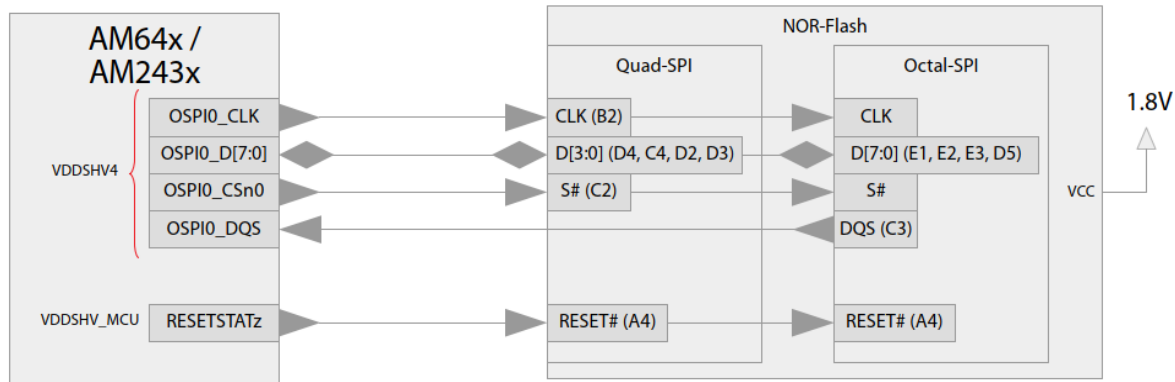 AM64x /
AM243x
VDDSHV4
OSPI0_CLK
OSPI0_D[7:0]
OSPI0_CSn0
OSPI0_DQS
VDDSHV_MCU
RESETSTATz
NOR-Flash
Quad-SPI
CLK (B2)
D[3:0] (D4, C4, D2, D3)
S# (C2)
RESET# (A4)
Octal-SPI
CLK
D[7:0] (E1, E2, E3, D5)
S#
DQS (C3)
RESET# (A4)
VCC
1.8V